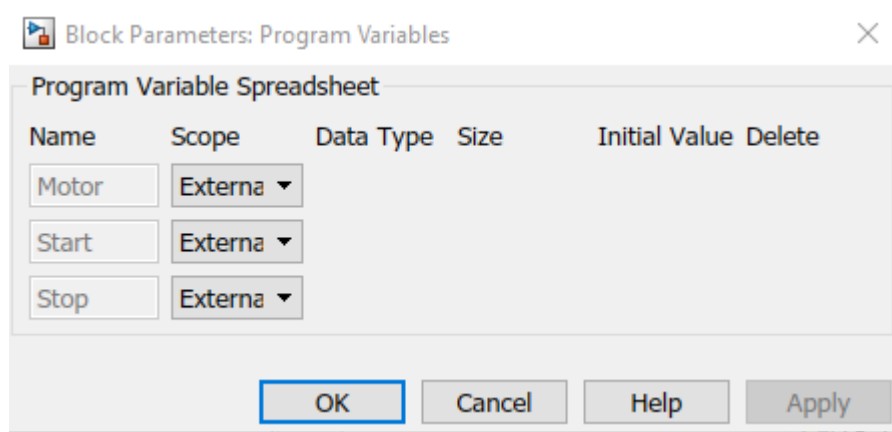 Block Parameters: Program Variables
Program Variable Spreadsheet
Name Scope Data Type Size Initial Value Delete
Motor Externa
Start Externa
Stop Externa
OK Cancel Help Apply